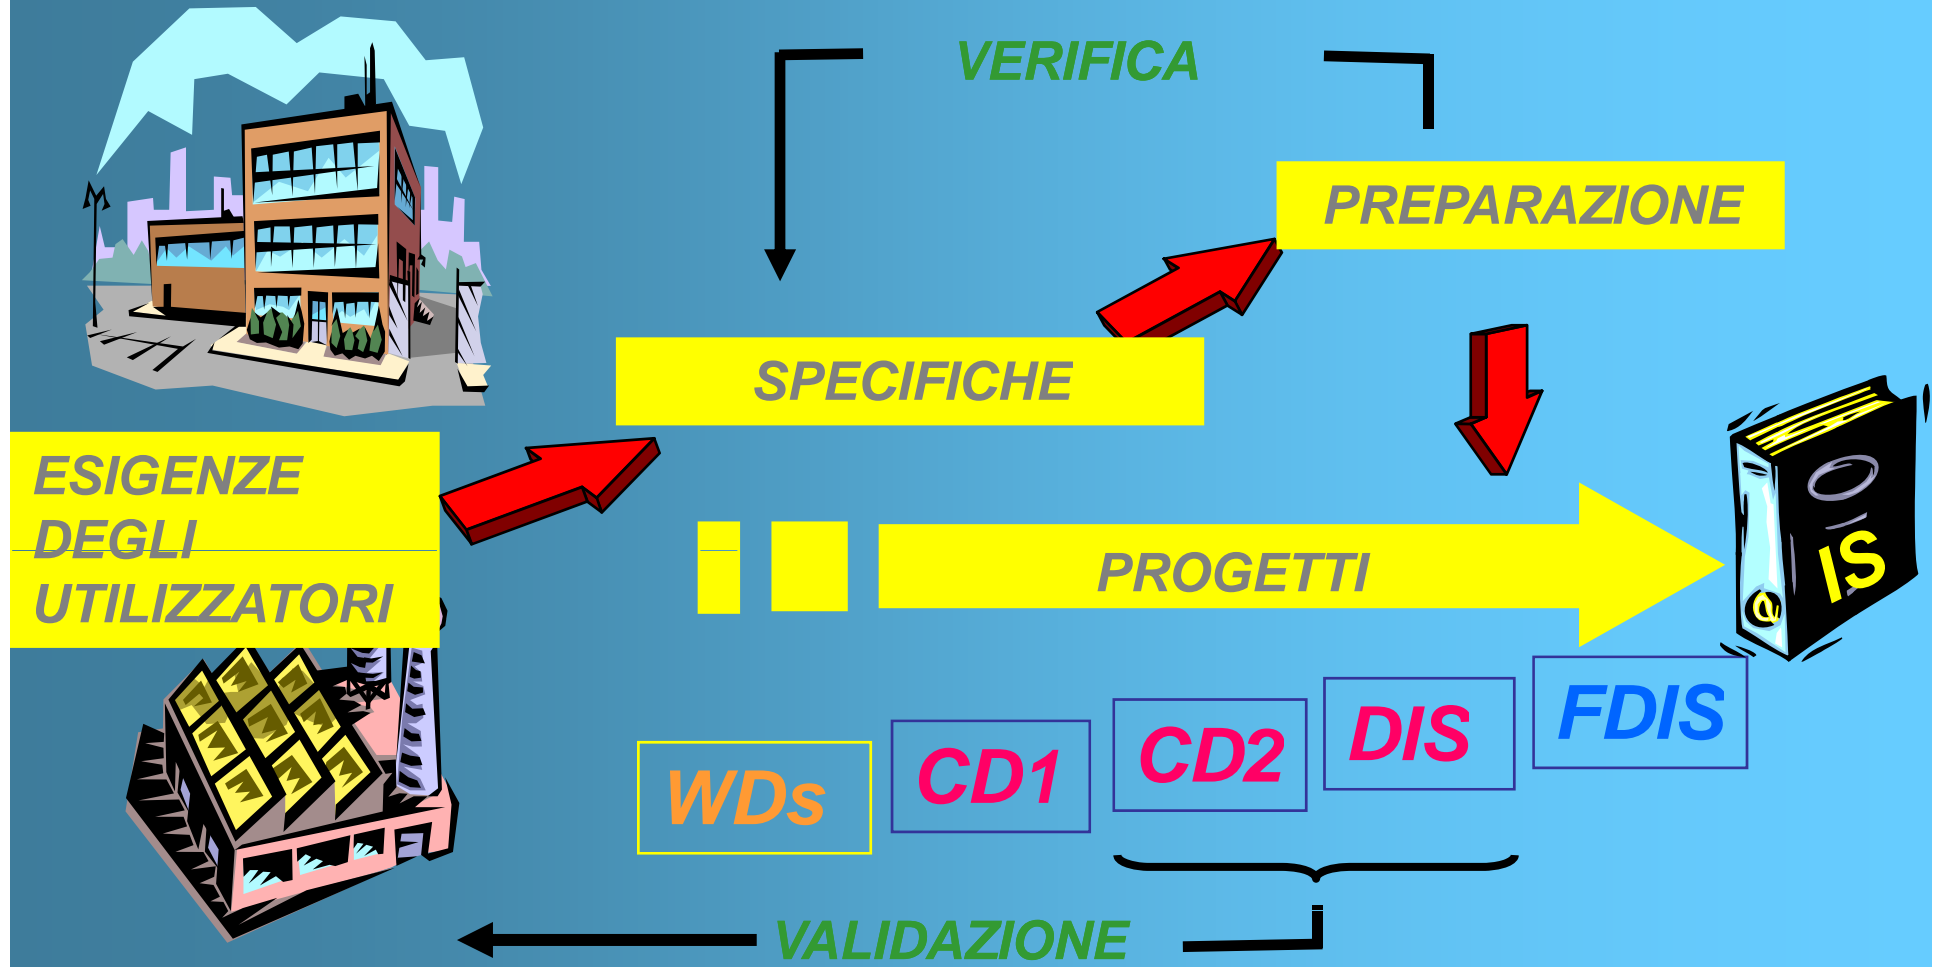 VERIFICA
PREPARAZIONE
SPECIFICHE
ESIGENZE
DEGLI
UTILIZZATORI
PROGETTI
IS
WDs
CD1
CD2
DIS
FDIS
VALIDAZIONE